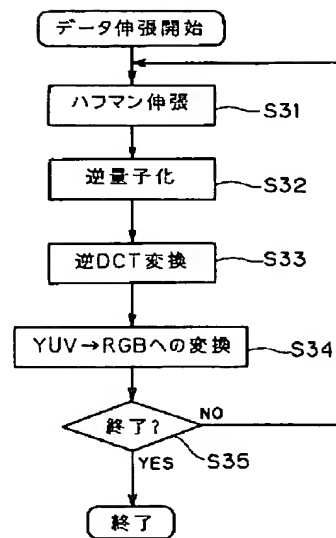 データ伸張開始
ハフマン伸張
S31
逆量子化
S32
逆DCT変換
S33
YUV→RGBへの変換
S34
終了?
NO
S35
YES
終了